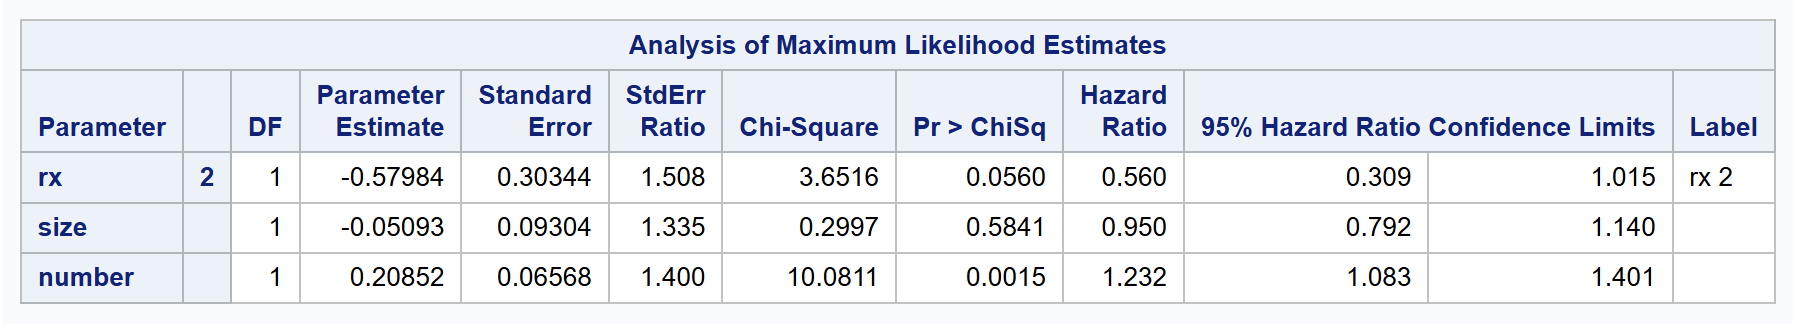 Analysis of Maximum Likelihood Estimates
Parameter DF Parameter Estimate Standard Error StdErr Ratio Chi-Square Pr > ChiSq Hazard Ratio 95% Hazard Ratio Confidence Limits Label
rx 2 1 -0.57984 0.30344 1.508 3.6516 0.0560 0.560 0.309 1.015 rx 2
size 1 -0.05093 0.09304 1.335 0.2997 0.5841 0.950 0.792 1.140
number 1 0.20852 0.06568 1.400 10.0811 0.0015 1.232 1.083 1.401